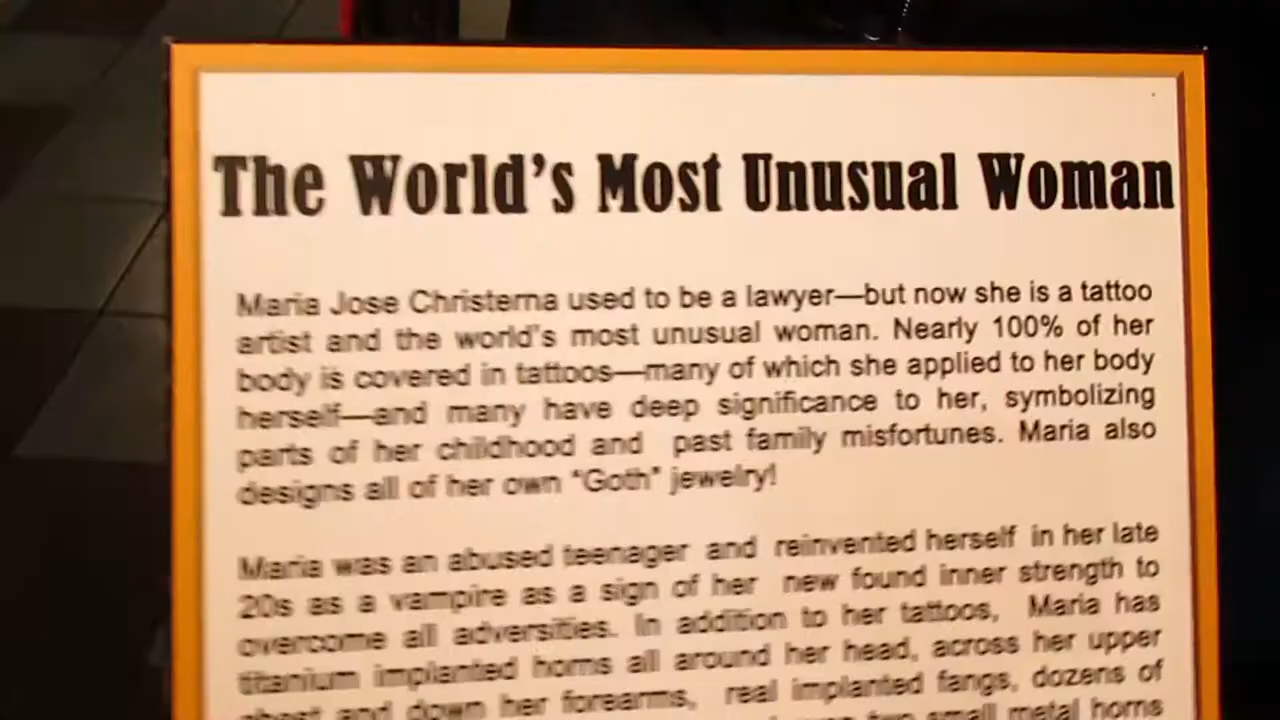 The World's Most Unusual Woman
Maria Jose Christerna used to be a lawyer—but now she is a tattoo
artist and the world's most unusual woman. Nearly 100% of her
body is covered in tattoos—many of which she applied to her body
herself—and many have deep significance to her, symbolizing
parts of her childhood and past family misfortunes. Maria also
designs all of her own "Goth" jewelry!
Maria was an abused teenager and reinvented herself in her late
20s as a vampire as a sign of her new found inner strength to
overcome all adversities. In addition to her tattoos, Maria has
titanium implanted horns all around her head, across her upper
chest and down her forearms, real implanted fangs, dozens of
two small metal horns